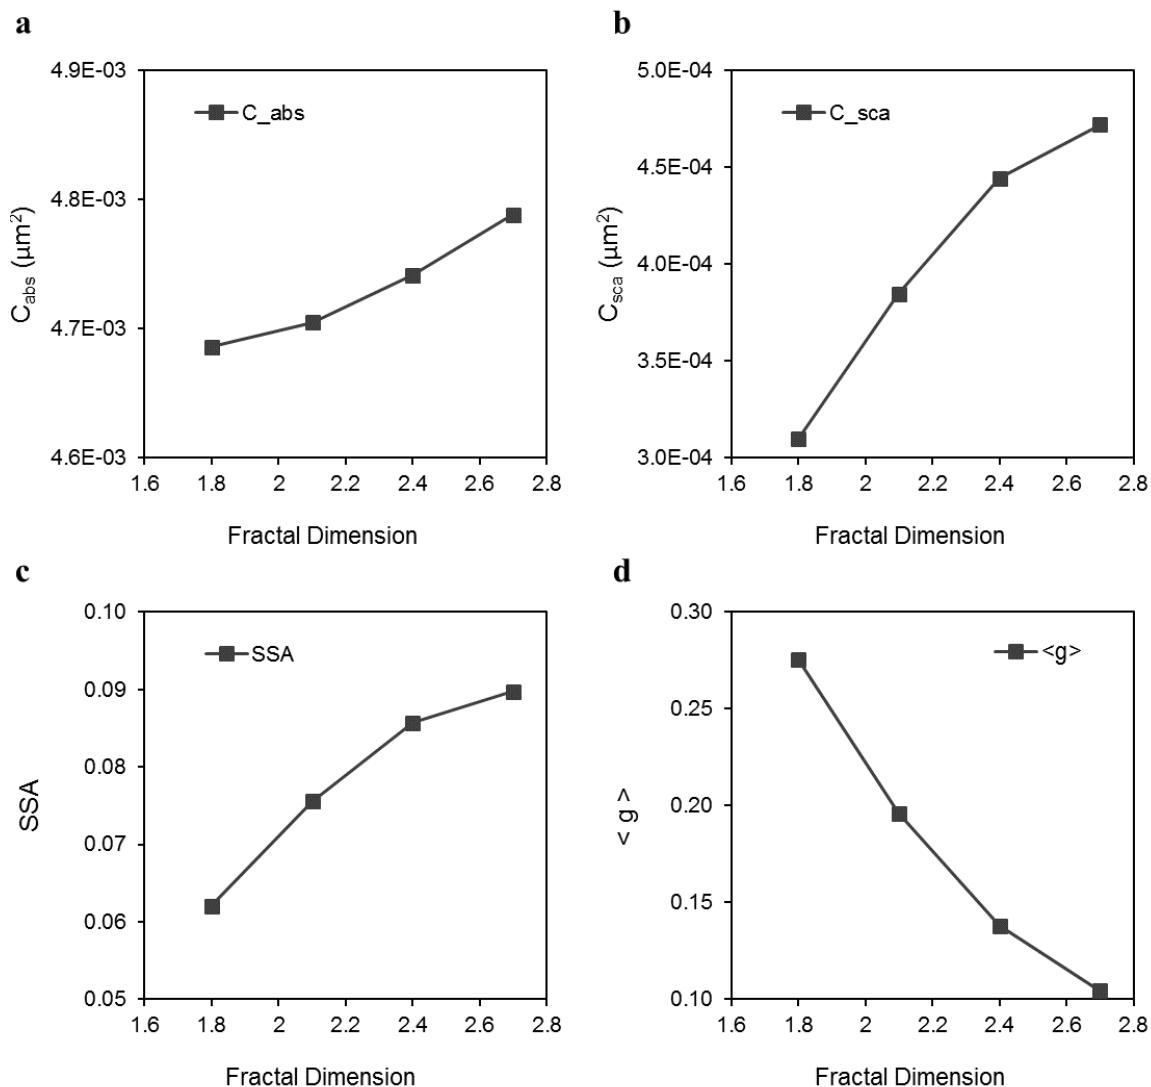 a
4.9E-03
4.8E-03
4.7E-03
4.6E-03
C_abs
C_abs (µm²)
1.6 1.8 2 2.2 2.4 2.6 2.8
Fractal Dimension
b
5.0E-04
4.5E-04
4.0E-04
3.5E-04
3.0E-04
C_sca
C_sca (µm²)
1.6 1.8 2 2.2 2.4 2.6 2.8
Fractal Dimension
c
0.10
0.09
0.08
0.07
0.06
0.05
SSA
SSA
1.6 1.8 2 2.2 2.4 2.6 2.8
Fractal Dimension
d
0.30
0.25
0.20
0.15
0.10
<g>
< g >
1.6 1.8 2 2.2 2.4 2.6 2.8
Fractal Dimension